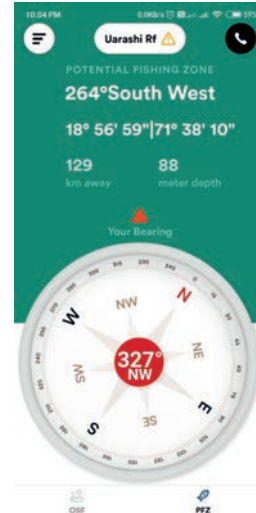 10:04 PM
Uarashi Rf
POTENTIAL FISHING ZONE
264°South West
18° 56' 59"|71° 38' 10"
129
88
km away
meter depth
Your Bearing
NW
N
W
NE
327°
NW
SW
E
S
SE
OSF
PFZ